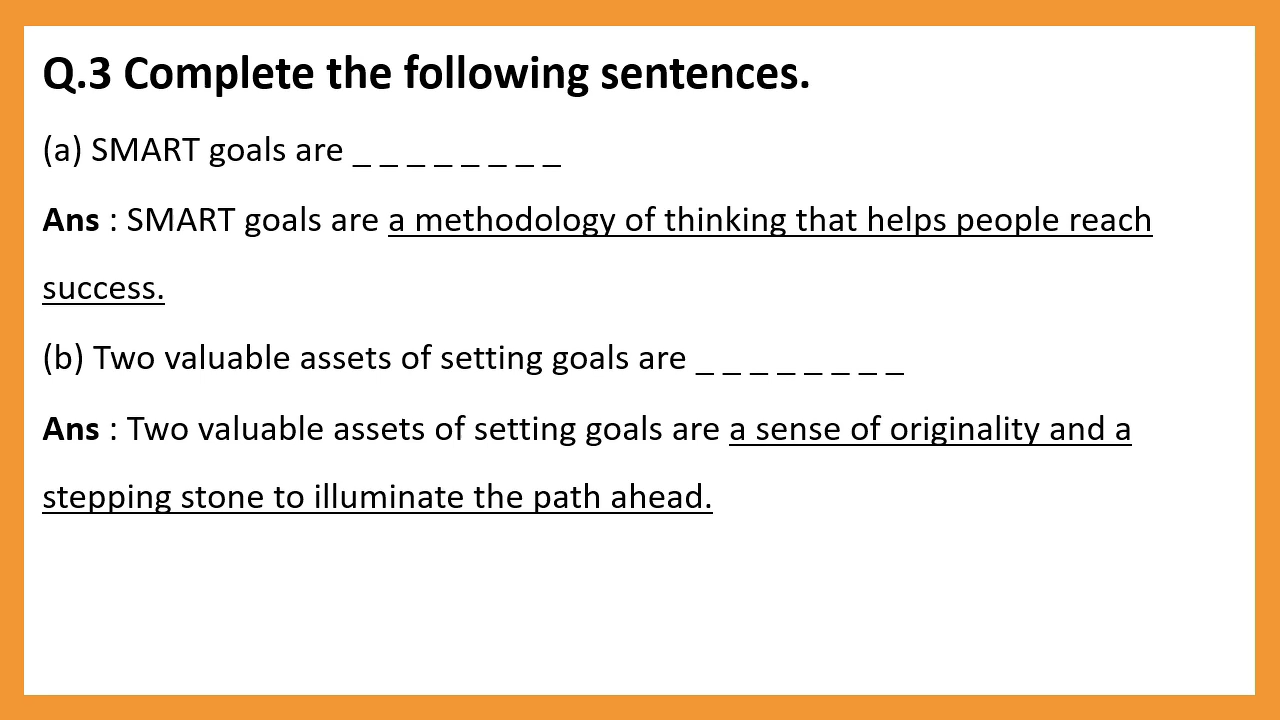 Q.3 Complete the following sentences.
(a) SMART goals are _ _ _ _ _ _ _ _
Ans : SMART goals are a methodology of thinking that helps people reach
success.
(b) Two valuable assets of setting goals are _ _ _ _ _ _ _ _
Ans : Two valuable assets of setting goals are a sense of originality and a
stepping stone to illuminate the path ahead.